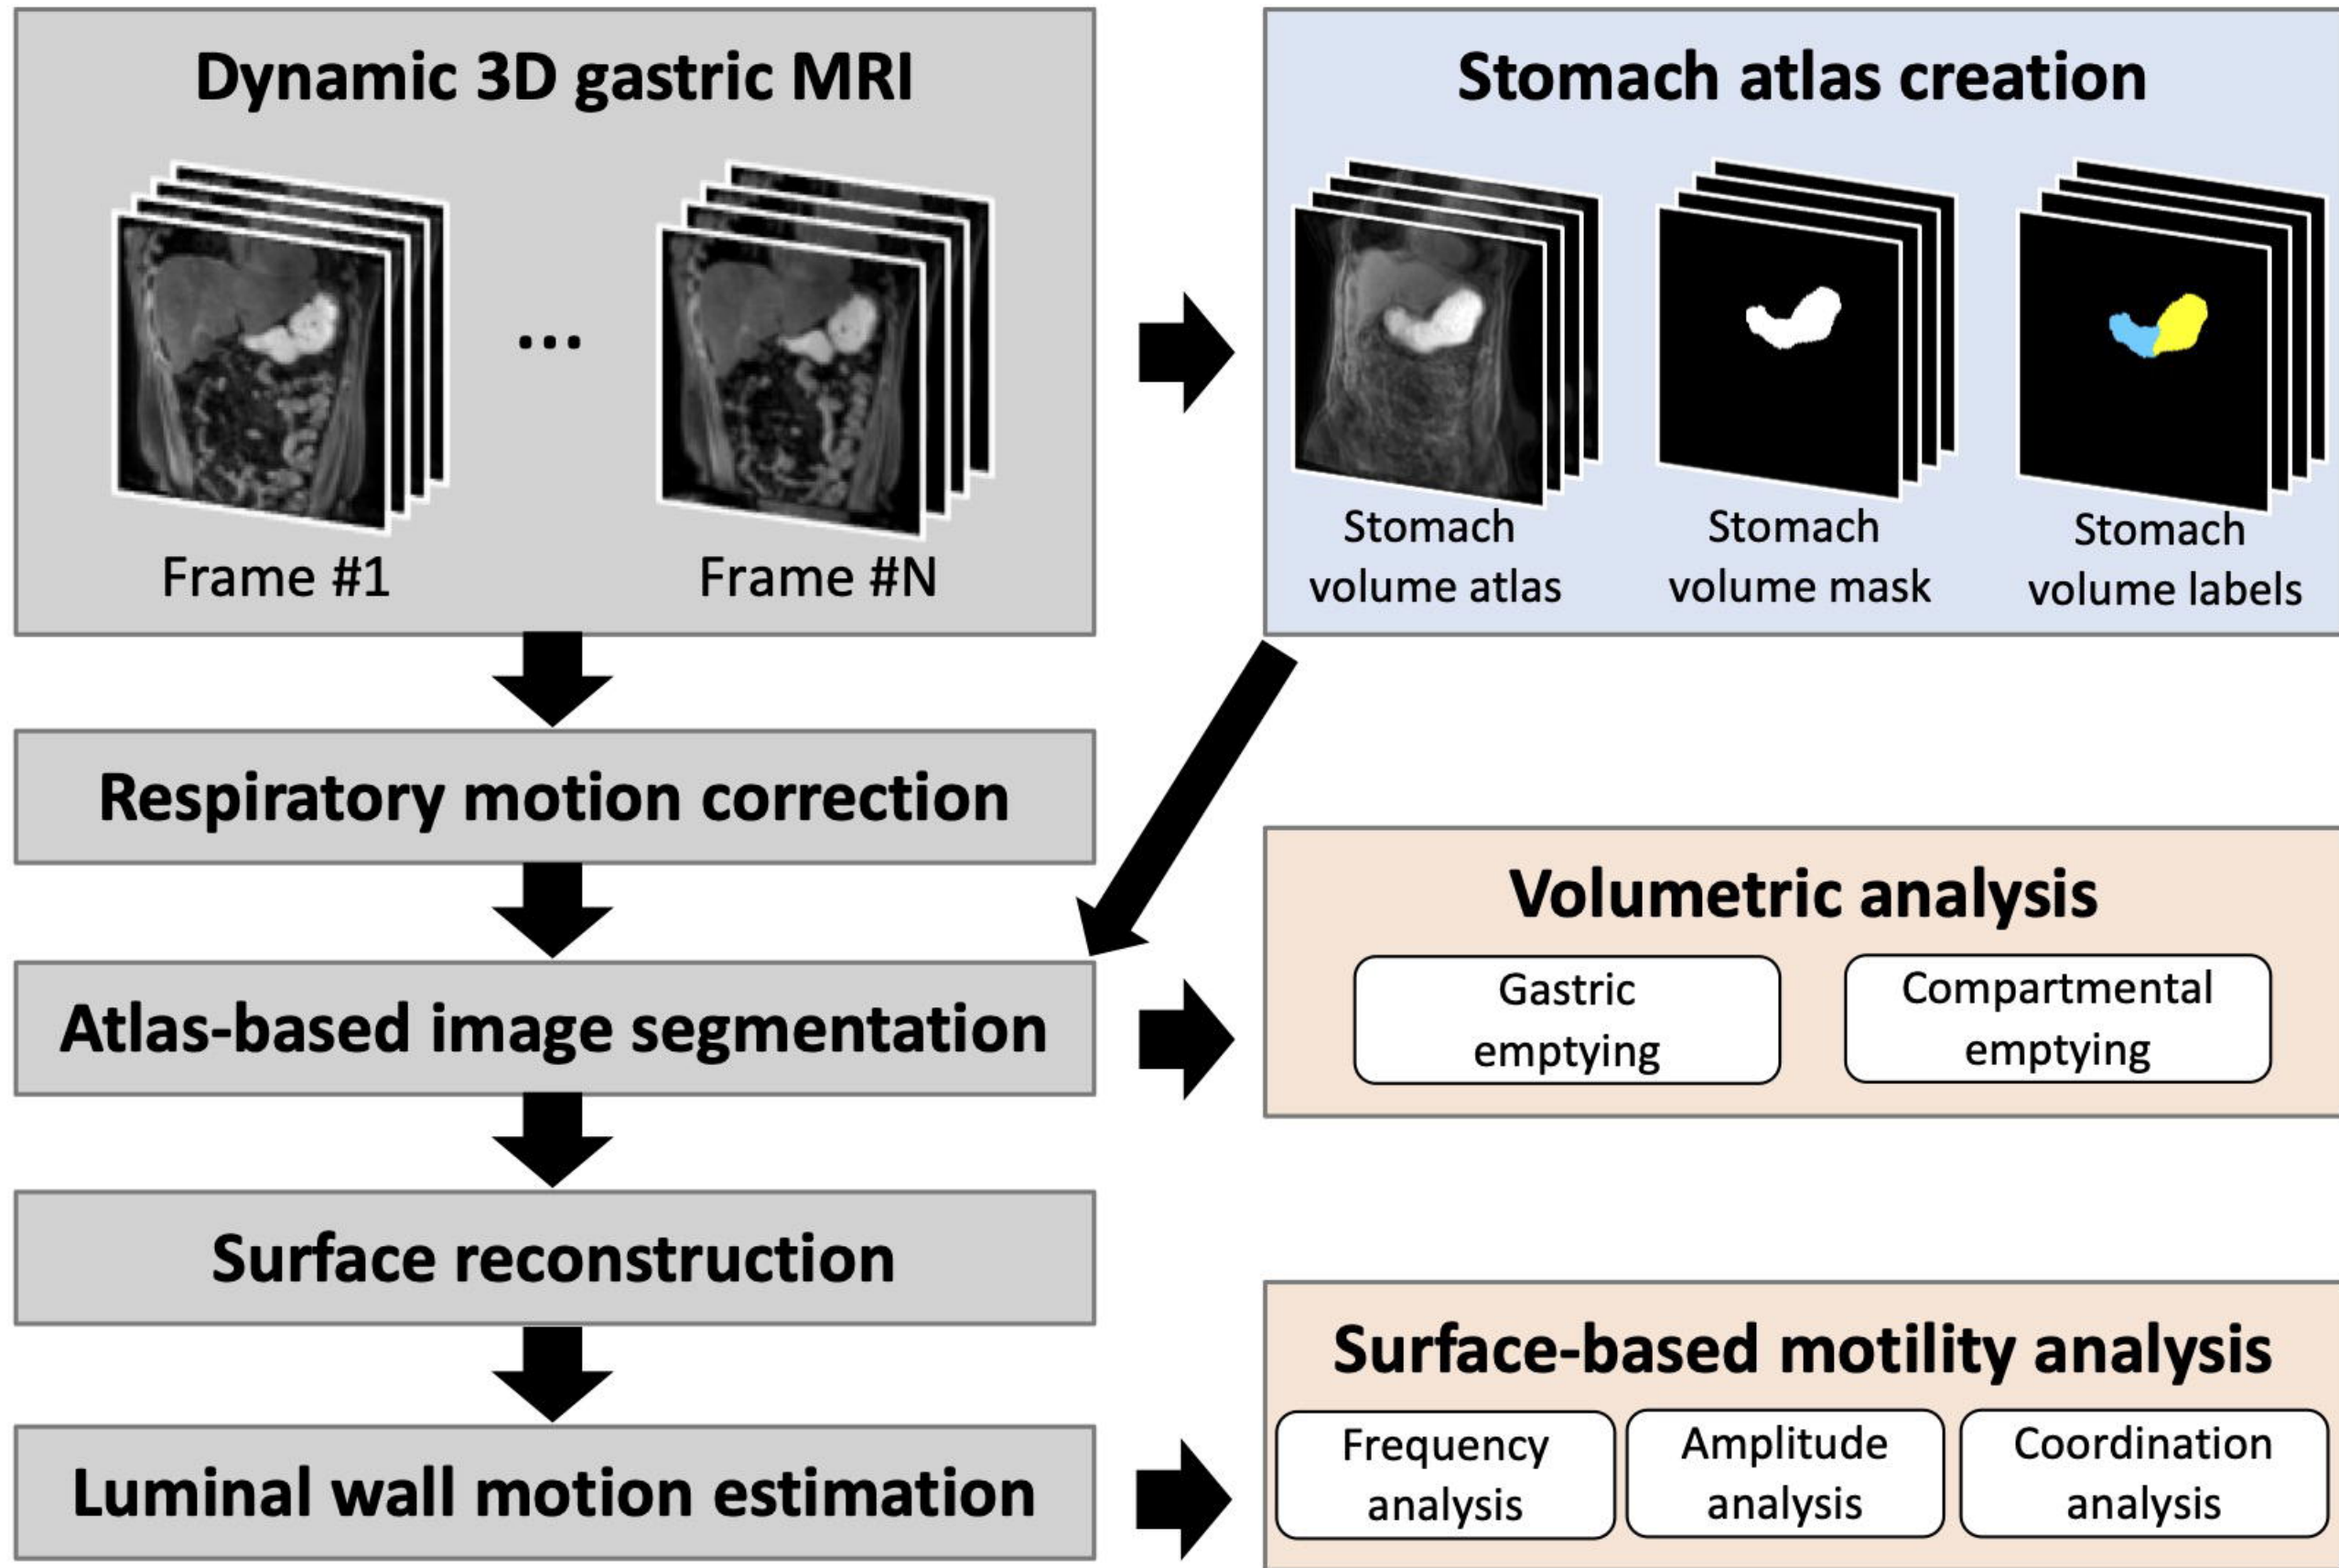 Dynamic 3D gastric MRI
...
Frame #1
Frame #N
Stomach atlas creation
Stomach
volume atlas
Stomach
volume mask
Stomach
volume labels
Respiratory motion correction
Atlas-based image segmentation
Volumetric analysis
Gastric
emptying
Compartmental
emptying
Surface reconstruction
Luminal wall motion estimation
Surface-based motility analysis
Frequency
analysis
Amplitude
analysis
Coordination
analysis